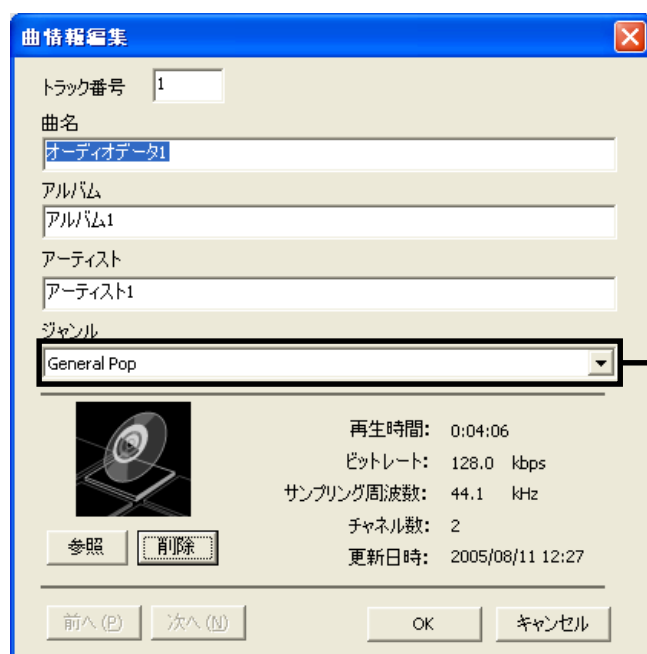 曲情報編集
トラック番号 1
曲名
オーディオデータ1
アルバム
アルバム1
アーティスト
アーティスト1
ジャンル
General Pop
再生時間: 0:04:06
ビットレート: 128.0 kbps
サンプリング周波数: 44.1 kHz
チャネル数: 2
更新日時: 2005/08/11 12:27
参照 削除
前へ(P) 次へ(N) OK キャンセル